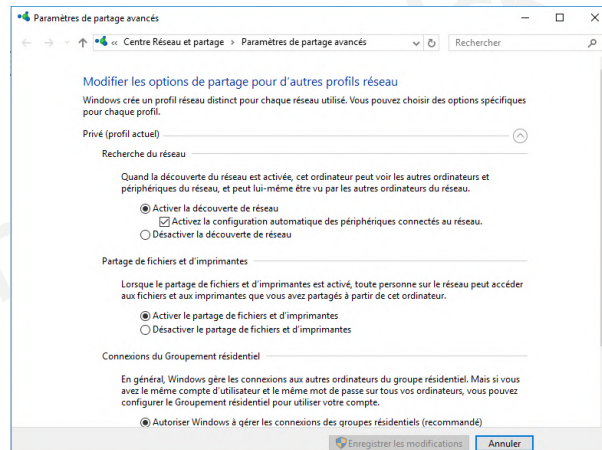 Paramètres de partage avancés
« Centre Réseau et partage > Paramètres de partage avancés
Rechercher
Modifier les options de partage pour d'autres profils réseau
Windows crée un profil réseau distinct pour chaque réseau utilisé. Vous pouvez choisir des options spécifiques
pour chaque profil.
Privé (profil actuel)
Recherche du réseau
Quand la découverte du réseau est activée, cet ordinateur peut voir les autres ordinateurs et
périphériques du réseau, et peut lui-même être vu par les autres ordinateurs du réseau.
Activer la découverte de réseau
Activez la configuration automatique des périphériques connectés au réseau.
Désactiver la découverte de réseau
Partage de fichiers et d'imprimantes
Lorsque le partage de fichiers et d'imprimantes est activé, toute personne sur le réseau peut accéder
aux fichiers et aux imprimantes que vous avez partagés à partir de cet ordinateur.
Activer le partage de fichiers et d'imprimantes
Désactiver le partage de fichiers et d'imprimantes
Connexions du Groupement résidentiel
En général, Windows gère les connexions aux autres ordinateurs du groupe résidentiel. Mais si vous
avez le même compte d'utilisateur et le même mot de passe sur tous vos ordinateurs, vous pouvez
configurer le Groupement résidentiel pour utiliser votre compte.
Autoriser Windows à gérer les connexions des groupes résidentiels (recommandé)
Enregistrer les modifications
Annuler